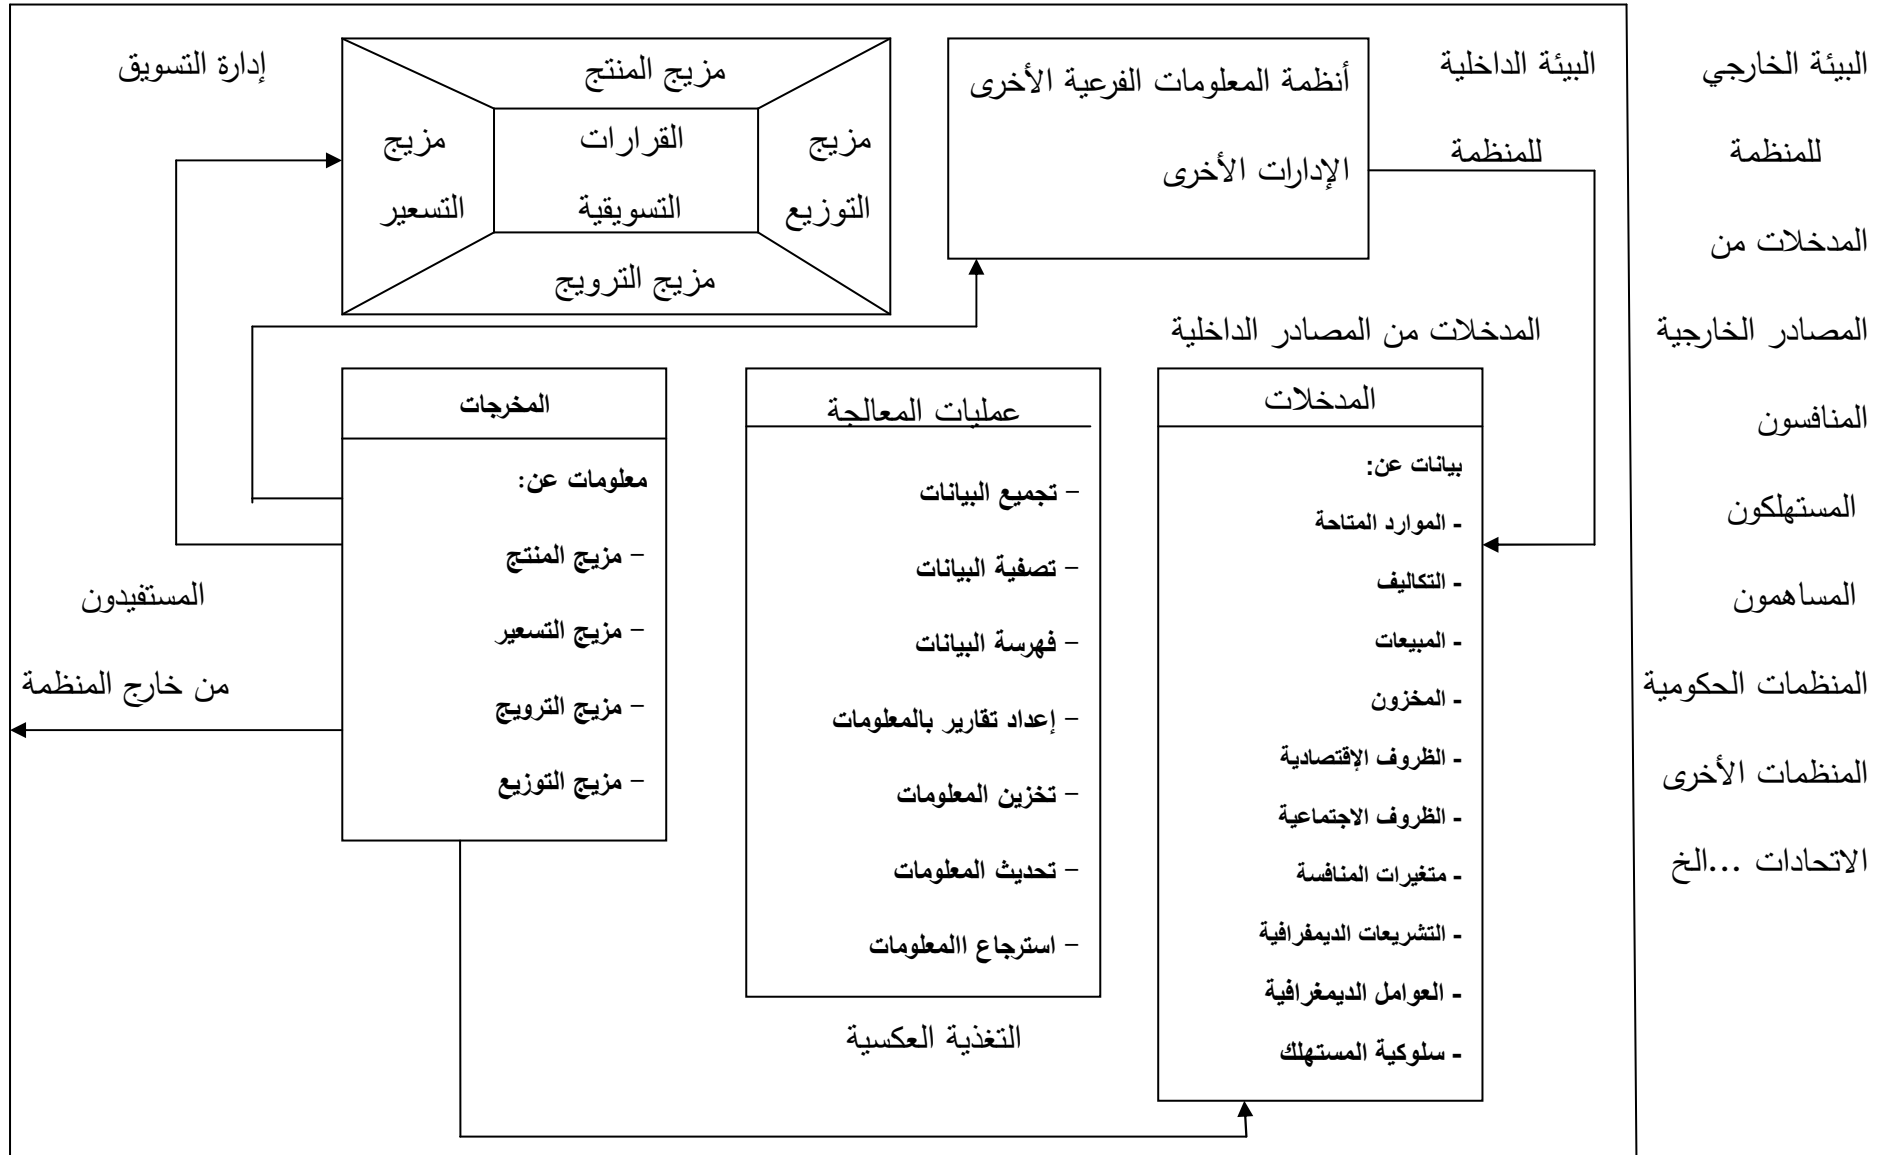 البيئة الخارجي
للمنظمة
المدخلات من
المصادر الخارجية
المنافسون
المستهلكون
المساهمون
المنظمات الحكومية
المنظمات الأخرى
الاتحادات ...الخ
البيئة الداخلية
للمنظمة
أنظمة المعلومات الفرعية الأخرى
الإدارات الأخرى
مزيج المنتج
مزيج
التوزيع
القرارات
التسويقية
مزيج
التسعير
مزيج الترويج
إدارة التسويق
المدخلات من المصادر الداخلية
المدخلات
بيانات عن:
- الموارد المتاحة
- التكاليف
- المبيعات
- المخزون
- الظروف الإقتصادية
- الظروف الاجتماعية
- متغيرات المنافسة
- التشريعات الديمفرافية
- العوامل الديمغرافية
- سلوكية المستهلك
عمليات المعالجة
– تجميع البيانات
– تصفية البيانات
– فهرسة البيانات
– إعداد تقارير بالمعلومات
– تخزين المعلومات
– تحديث المعلومات
– استرجاع االمعلومات
المخرجات
معلومات عن:
– مزيج المنتج
– مزيج التسعير
– مزيج الترويج
– مزيج التوزيع
المستفيدون
من خارج المنظمة
التغذية العكسية